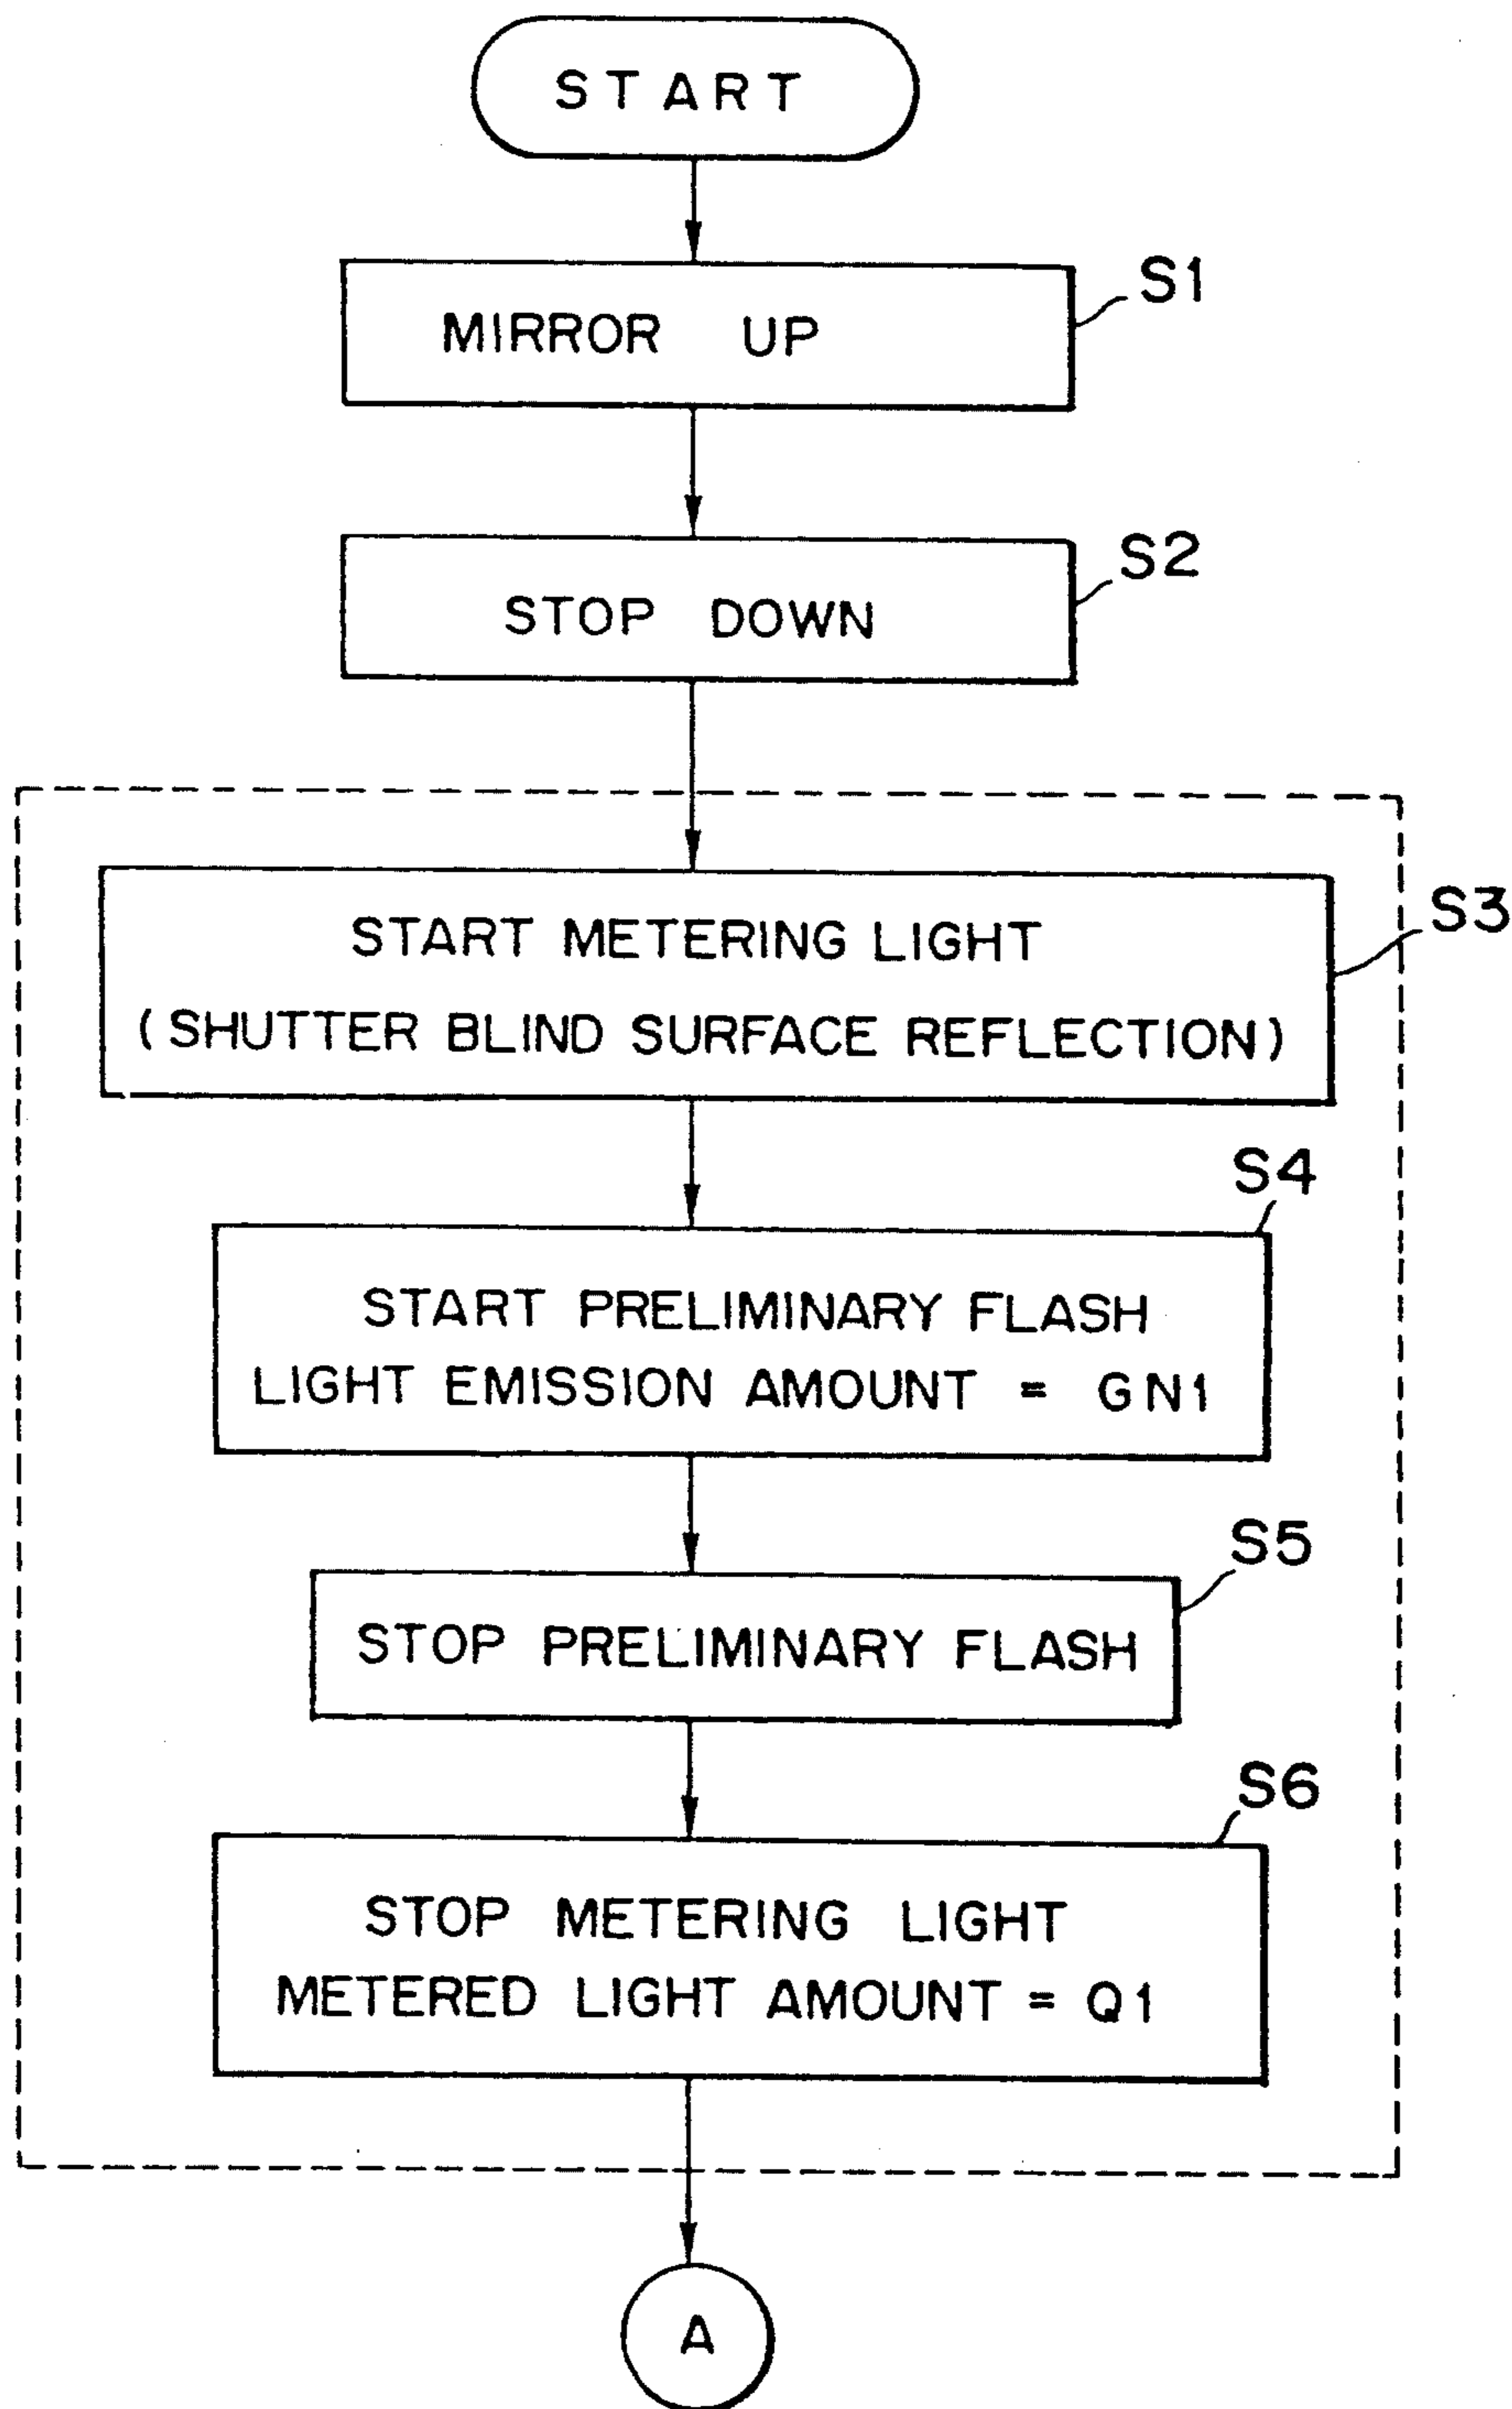 START
S1
MIRROR UP
S2
STOP DOWN
S3
START METERING LIGHT
(SHUTTER BLIND SURFACE REFLECTION)
S4
START PRELIMINARY FLASH
LIGHT EMISSION AMOUNT = GN1
S5
STOP PRELIMINARY FLASH
S6
STOP METERING LIGHT
METERED LIGHT AMOUNT = Q1
A